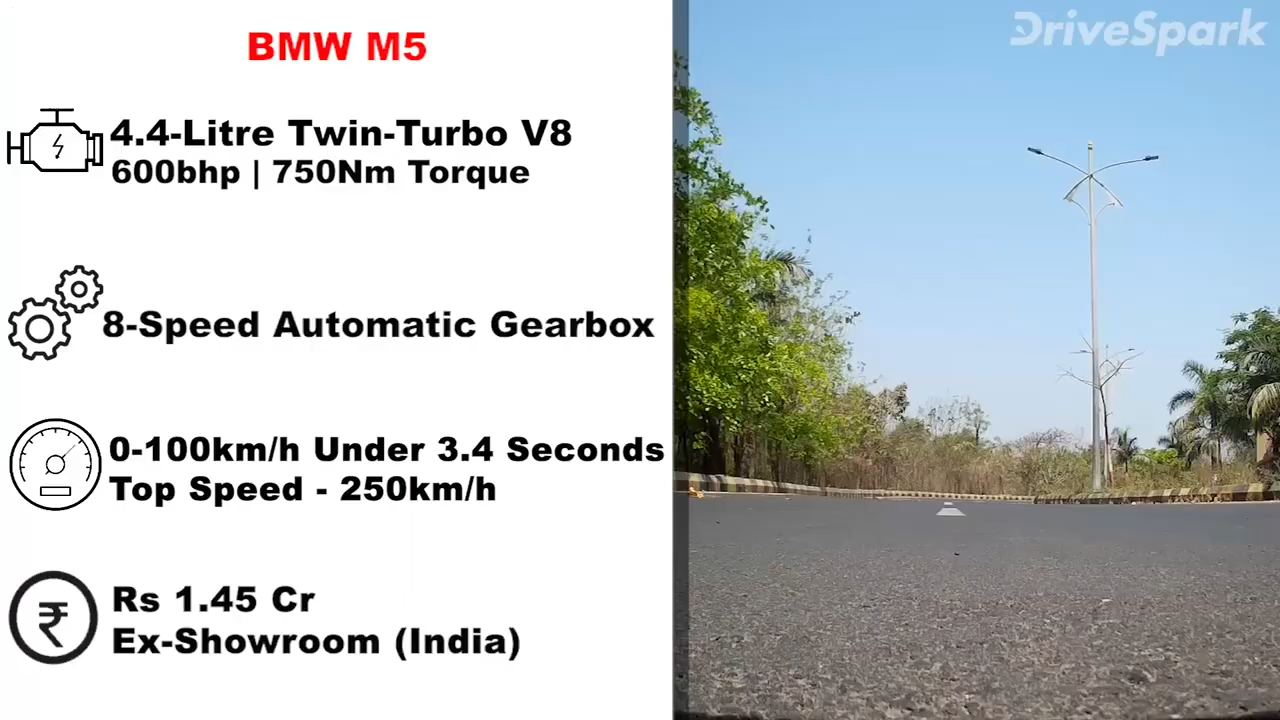 BMW M5
4.4-Litre Twin-Turbo V8
600bhp | 750Nm Torque
8-Speed Automatic Gearbox
0-100km/h Under 3.4 Seconds
Top Speed - 250km/h
Rs 1.45 Cr
Ex-Showroom (India)
DriveSpark